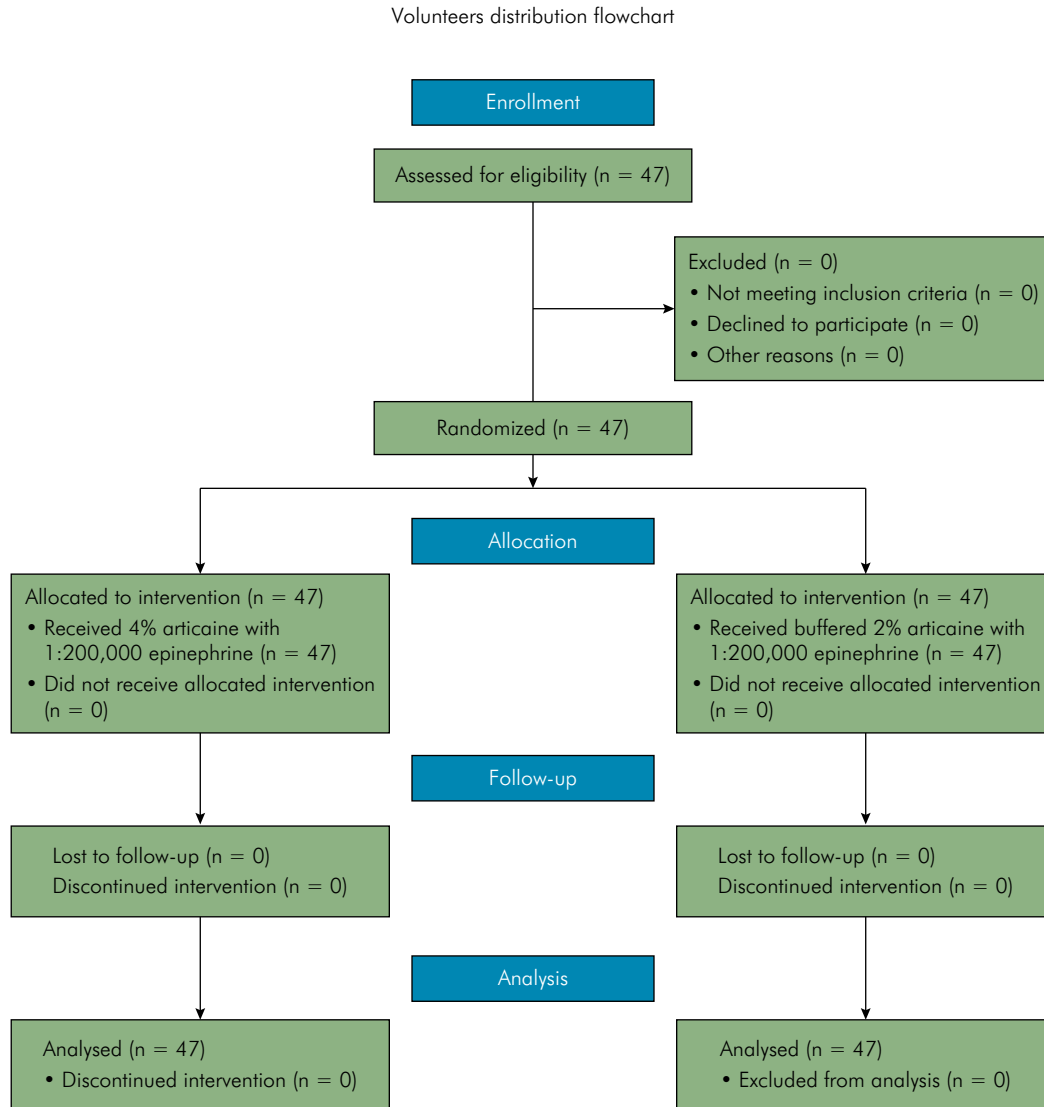 Volunteers distribution flowchart
Enrollment
Assessed for eligibility (n = 47)
Excluded (n = 0)
• Not meeting inclusion criteria (n = 0)
• Declined to participate (n = 0)
• Other reasons (n = 0)
Randomized (n = 47)
Allocation
Allocated to intervention (n = 47)
• Received 4% articaine with
1:200,000 epinephrine (n = 47)
• Did not receive allocated intervention
(n = 0)
Allocated to intervention (n = 47)
• Received buffered 2% articaine with
1:200,000 epinephrine (n = 47)
• Did not receive allocated intervention
(n = 0)
Follow-up
Lost to follow-up (n = 0)
Discontinued intervention (n = 0)
Lost to follow-up (n = 0)
Discontinued intervention (n = 0)
Analysis
Analysed (n = 47)
• Discontinued intervention (n = 0)
Analysed (n = 47)
• Excluded from analysis (n = 0)